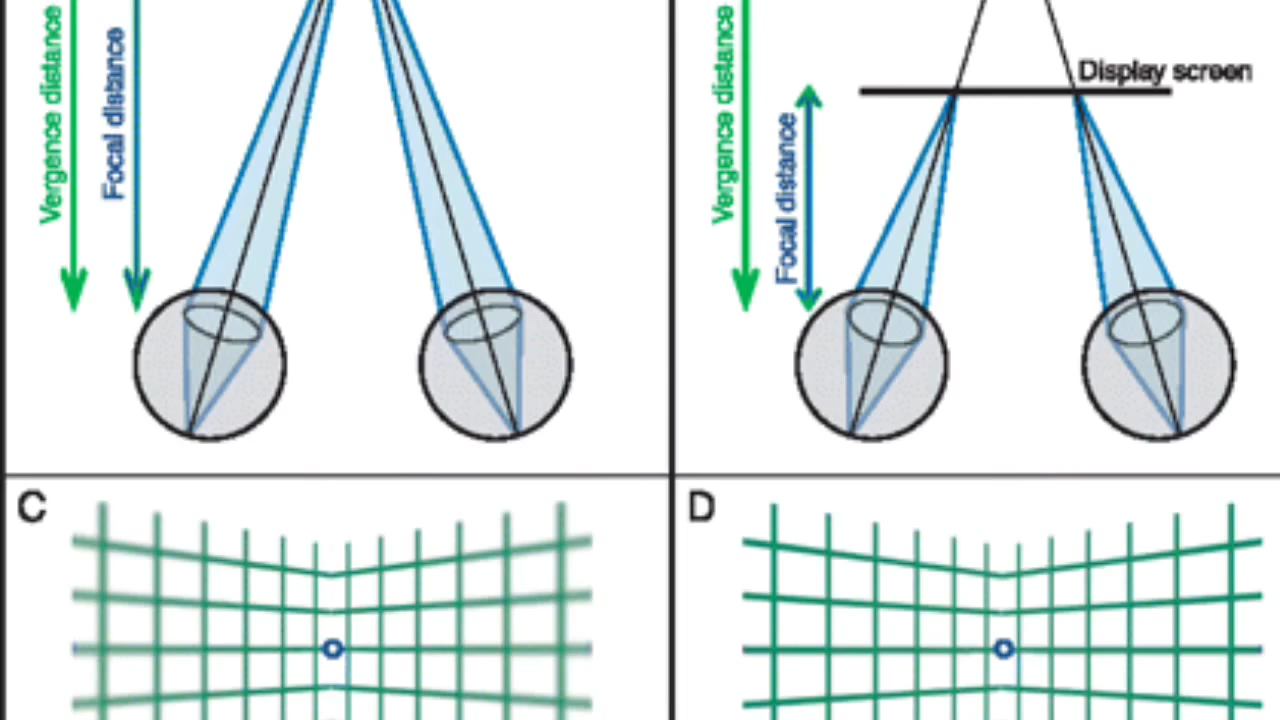 Vergence distance
Focal distance
Vergence distance
Focal distance
Display screen
C
D